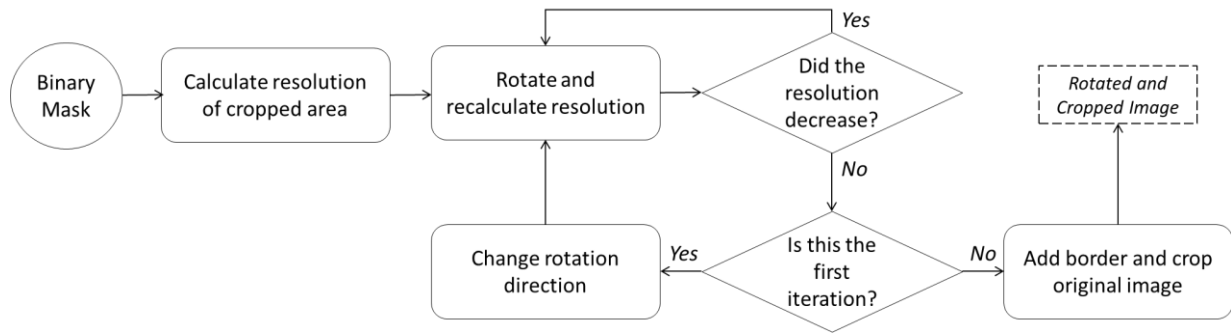 Binary
Mask
Calculate resolution
of cropped area
Rotate and
recalculate resolution
Yes
Did the
resolution
decrease?
No
Rotated and
Cropped Image
Change rotation
direction
Yes
Is this the
first
iteration?
No
Add border and crop
original image